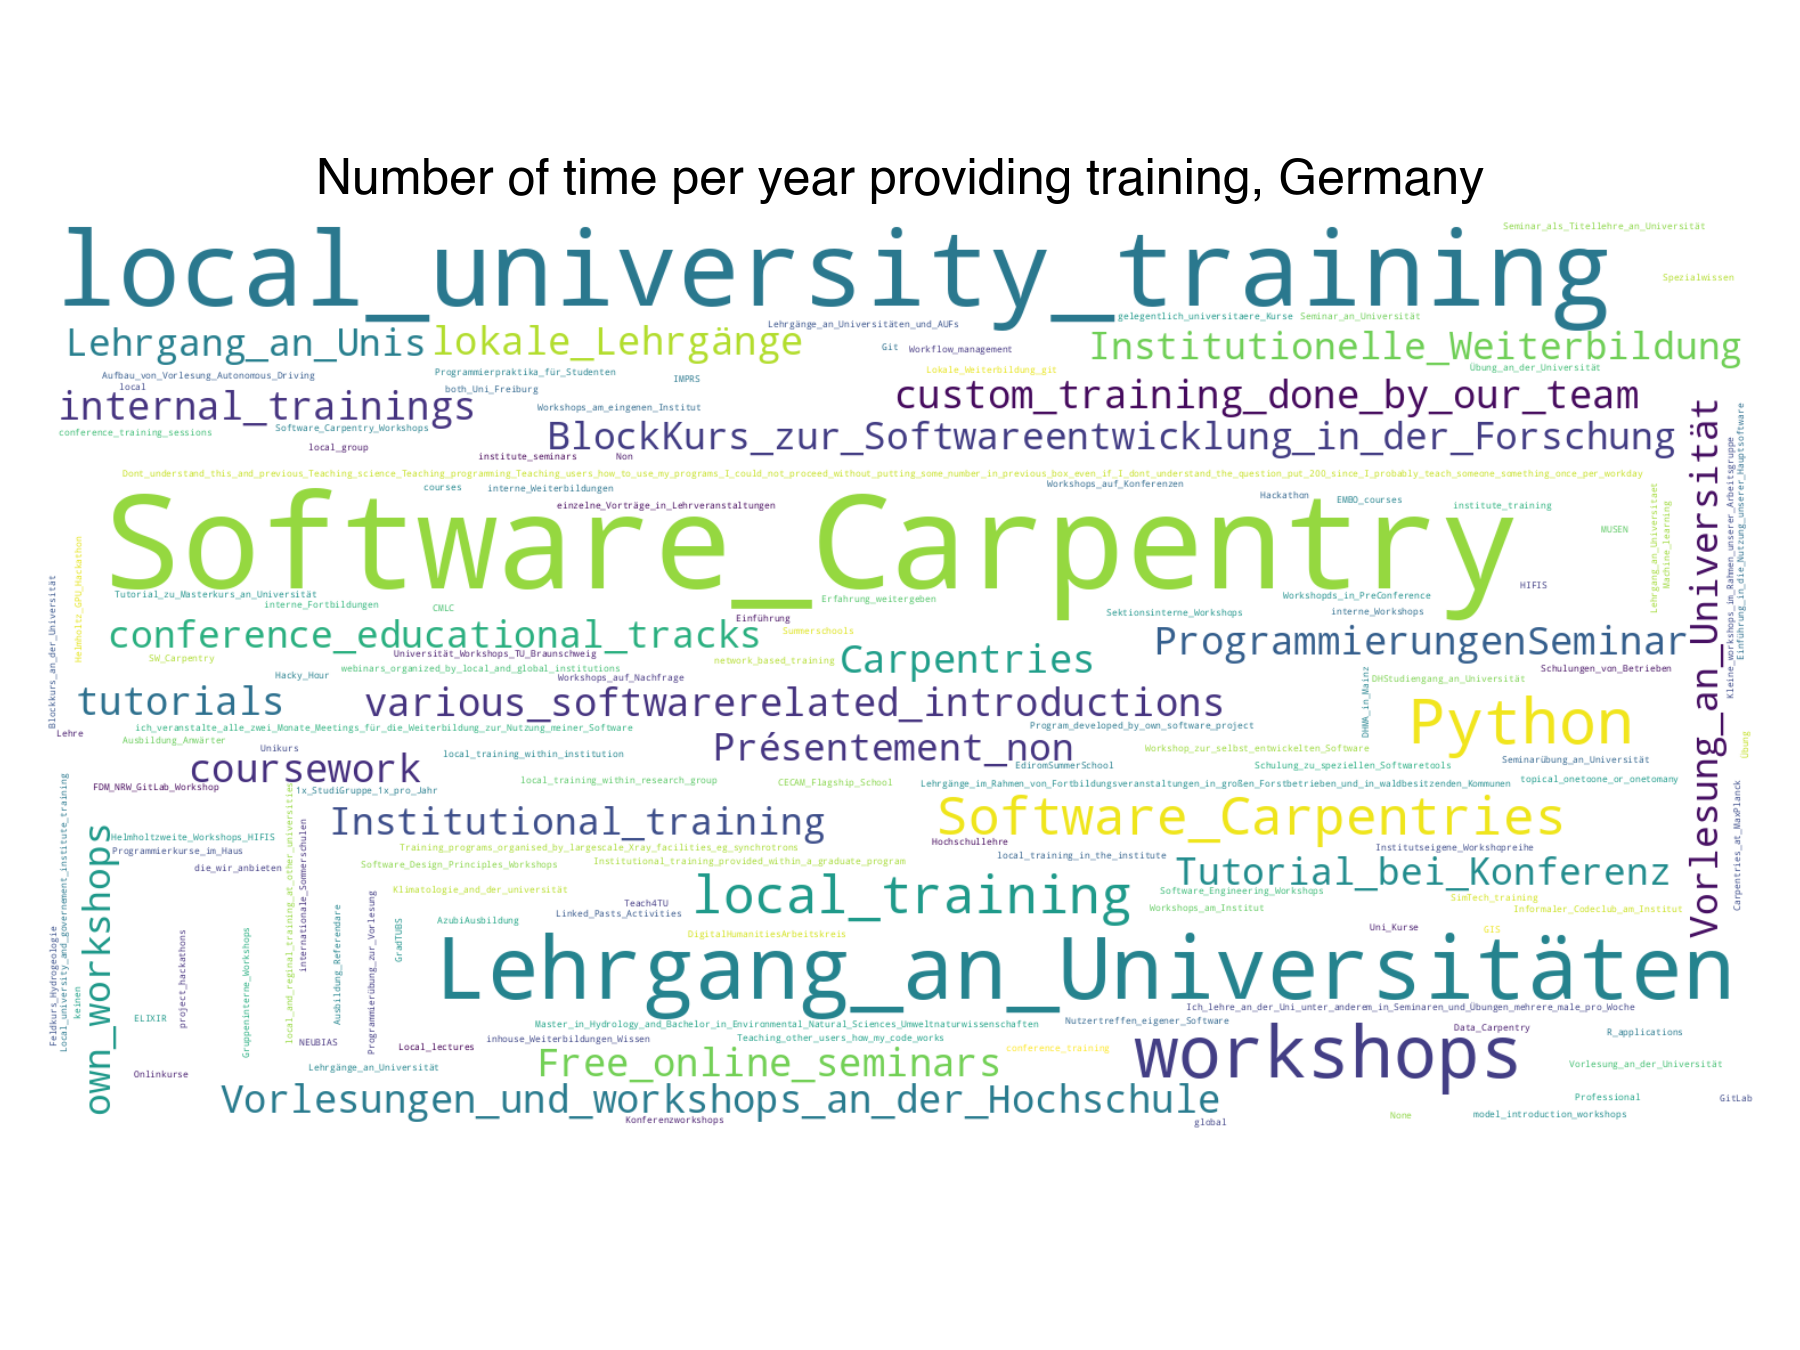 Number of time per year providing training, Germany
Seminar_als_Titellehre_an_Universität
local_university_training
Spezialwissen
gelegentlich_universitaere_Kurse
Seminar_an_Universität
Lehrgänge_an_Universitäten_und_AUFs
Lehrgang_an_Unis
lokale_Lehrgänge
Git
Workflow_management
Institutionelle_Weiterbildung
Aufbau_von_Vorlesung_Autonomous_Driving
Programmierpraktika_für_Studenten
IMPRS
Lokale_Weiterbildung_git
Übung_an_der_Universität
local
both_Uni_Freiburg
internal_trainings
Workshops_am_eingenen_Institut
custom_training_done_by_our_team
conference_training_sessions
Software_Carpentry_Workshops
BlockKurs_zur_Softwareentwicklung_in_der_Forschung
local_group
institute_seminars
Non
Vorlesung_an_Universität
Kleine_workshops_im_Rahmen_unserer_Arbeitsgruppe
Einführung_in_die_Nutzung_unserer_Hauptsoftware
Dont_understand_this_and_previous_Teaching_science_Teaching_programming_Teaching_users_how_to_use_my_programs_I_could_not_proceed_without_putting_some_number_in_previous_box_even_if_I_dont_understand_the_question_put_200_since_I_probably_teach_someone_something_once_per_workday
courses
interne_Weiterbildungen
Workshops_auf_Konferenzen
Hackathon
EMBO_courses
institute_training
einzelne_Vorträge_in_Lehrveranstaltungen
Software_Carpentry
MUSEN
Lehrgang_an_Universitaet
Machine_learning
HIFIS
Helmholtz_GPU_Hackathon
Blockkurs_an_der_Universität
Tutorial_zu_Masterkurs_an_Universität
interne_Fortbildungen
CMLC
Erfahrung_weitergeben
Workshopds_in_PreConference
Sektionsinterne_Workshops
interne_Workshops
Einführung
conference_educational_tracks
Summerschools
ProgrammierungenSeminar
SW_Carpentry
Universität_Workshops_TU_Braunschweig
network_based_training
Carpentries
webinars_organized_by_local_and_global_institutions
Schulungen_von_Betrieben
Hacky_Hour
Workshops_auf_Nachfrage
DHStudiengang_an_Universität
DHMA_in_Mainz
tutorials
various_softwarerelated_introductions
Python
ich_veranstalte_alle_zwei_Monate_Meetings_für_die_Weiterbildung_zur_Nutzung_meiner_Software
Program_developed_by_own_software_project
Lehre
Ausbildung_Anwärter
Unikurs
local_training_within_institution
Présentement_non
Workshop_zur_selbst_entwickelten_Software
Übung
Seminarübung_an_Universität
coursework
EdiromSummerSchool
Schulung_zu_speziellen_Softwaretools
FDM_NRW_GitLab_Workshop
1x_StudiGruppe_1x_pro_Jahr
local_training_within_research_group
CECAM_Flagship_School
Lehrgänge_im_Rahmen_von_Fortbildungsveranstaltungen_in_großen_Forstbetrieben_und_in_waldbesitzenden_Kommunen
topical_onetoone_or_onetomany
Institutional_training
Software_Carpentries
Carpentries_at_MaxPlanck
Helmholtzweite_Workshops_HIFIS
Programmierkurse_im_Haus
Training_programs_organised_by_largescale_Xray_facilities_eg_synchrotrons
Hochschullehre
Institutseigene_Workshopreihe
die_wir_anbieten
Software_Design_Principles_Workshops
Institutional_training_provided_within_a_graduate_program
local_training_in_the_institute
Tutorial_bei_Konferenz
Klimatologie_and_der_universität
local_training
Software_Engineering_Workshops
Teach4TU
Linked_Pasts_Activities
Workshops_am_Institut
SimTech_training
Informaler_Codeclub_am_Institut
AzubiAusbildung
DigitalHumanitiesArbeitskreis
Uni_Kurse
GIS
own_workshops
Local_university_and_governement_institute_training
Feldkurs_Hydrogeologie
keinen
project_hackathons
Gruppeninterne_Workshops
local_and_reginal_training_at_other_universities
internationale_Sommerschulen
Ausbildung_Referendare
Programmierübung_zur_Vorlesung
GradTUBS
Lehrgang_an_Universitäten
Ich_lehre_an_der_Uni_unter_anderem_in_Seminaren_und_Übungen_mehrere_male_pro_Woche
ELIXIR
Master_in_Hydrology_and_Bachelor_in_Environmental_Natural_Sciences_Umweltnaturwissenschaften
Nutzertreffen_eigener_Software
Data_Carpentry
R_applications
NEUBIAS
Local_lectures
inhouse_Weiterbildungen_Wissen
Teaching_other_users_how_my_code_works
conference_training
workshops
Onlinkurse
Lehrgänge_an_Universität
Free_online_seminars
Vorlesung_an_der_Universität
Vorlesungen_und_workshops_an_der_Hochschule
Professional
GitLab
Konferenzworkshops
global
None
model_introduction_workshops